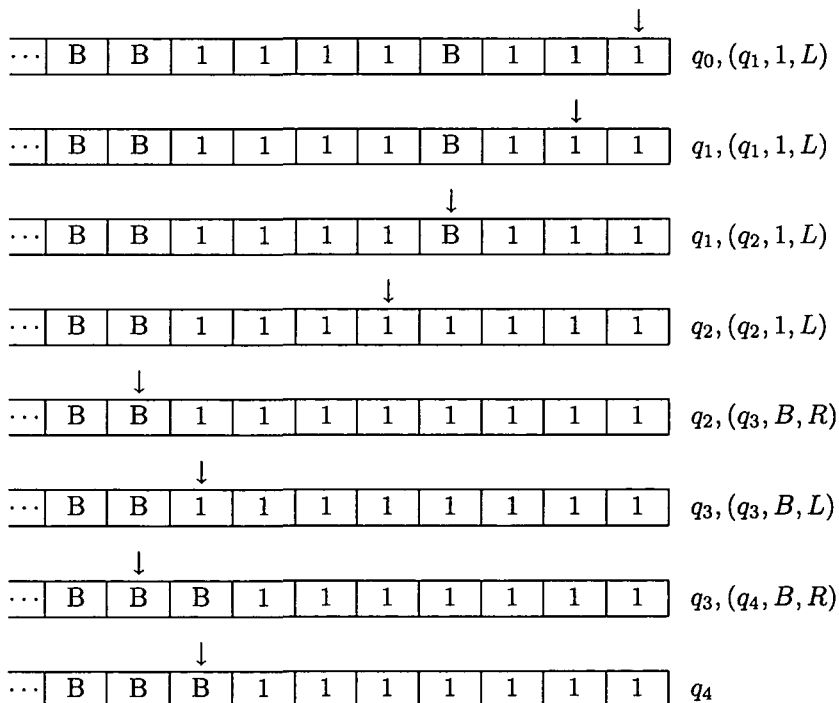 ↓
⋯ B B 1 1 1 1 B 1 1 1 q₀, (q₁, 1, L)
↓
⋯ B B 1 1 1 1 B 1 1 1 q₁, (q₁, 1, L)
↓
⋯ B B 1 1 1 1 B 1 1 1 q₁, (q₂, 1, L)
↓
⋯ B B 1 1 1 1 1 1 1 1 q₂, (q₂, 1, L)
↓
⋯ B B 1 1 1 1 1 1 1 1 q₂, (q₃, B, R)
↓
⋯ B B 1 1 1 1 1 1 1 1 q₃, (q₃, B, L)
↓
⋯ B B B 1 1 1 1 1 1 1 q₃, (q₄, B, R)
↓
⋯ B B B 1 1 1 1 1 1 1 q₄